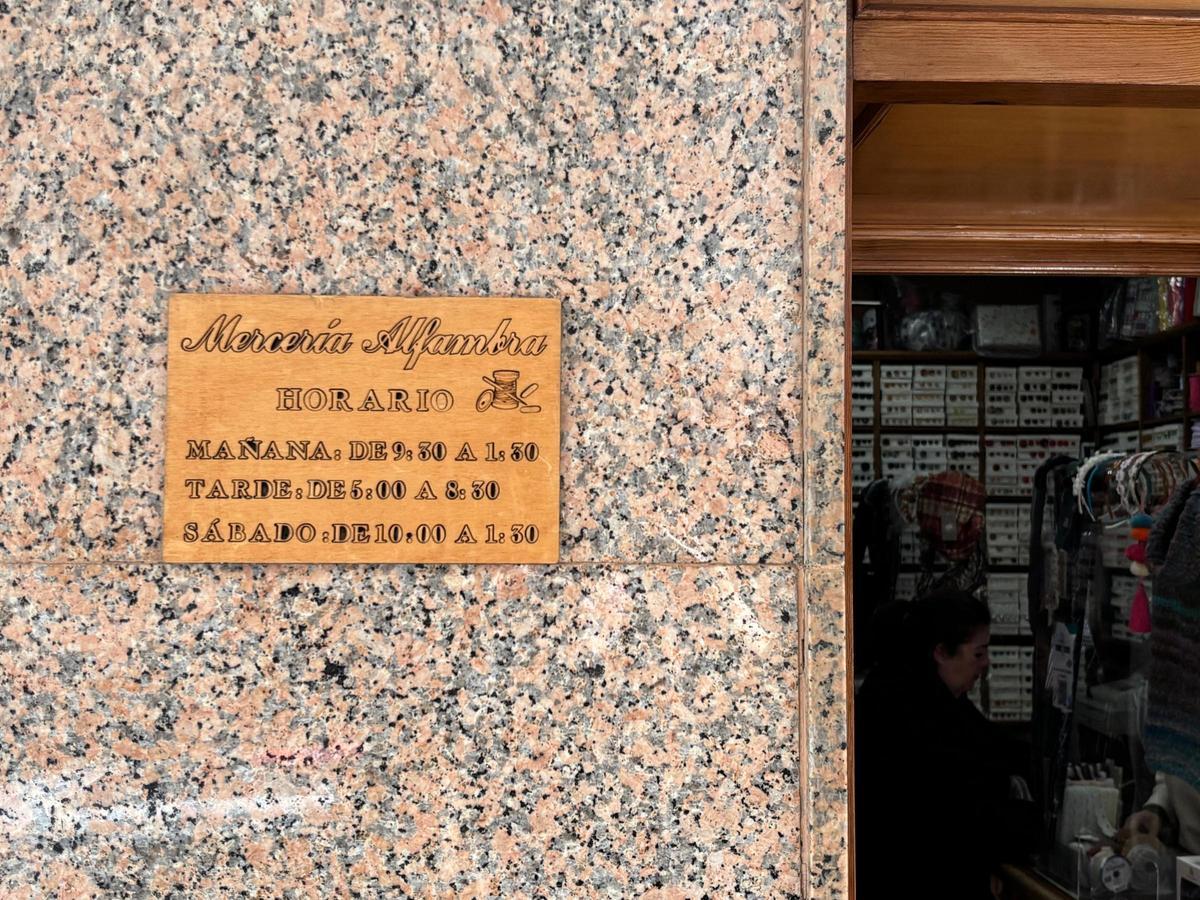 Mercería Alfambra
HORARIO
MAÑANA: DE 9:30 A 1:30
TARDE: DE 5:00 A 8:30
SÁBADO: DE 10:00 A 1:30